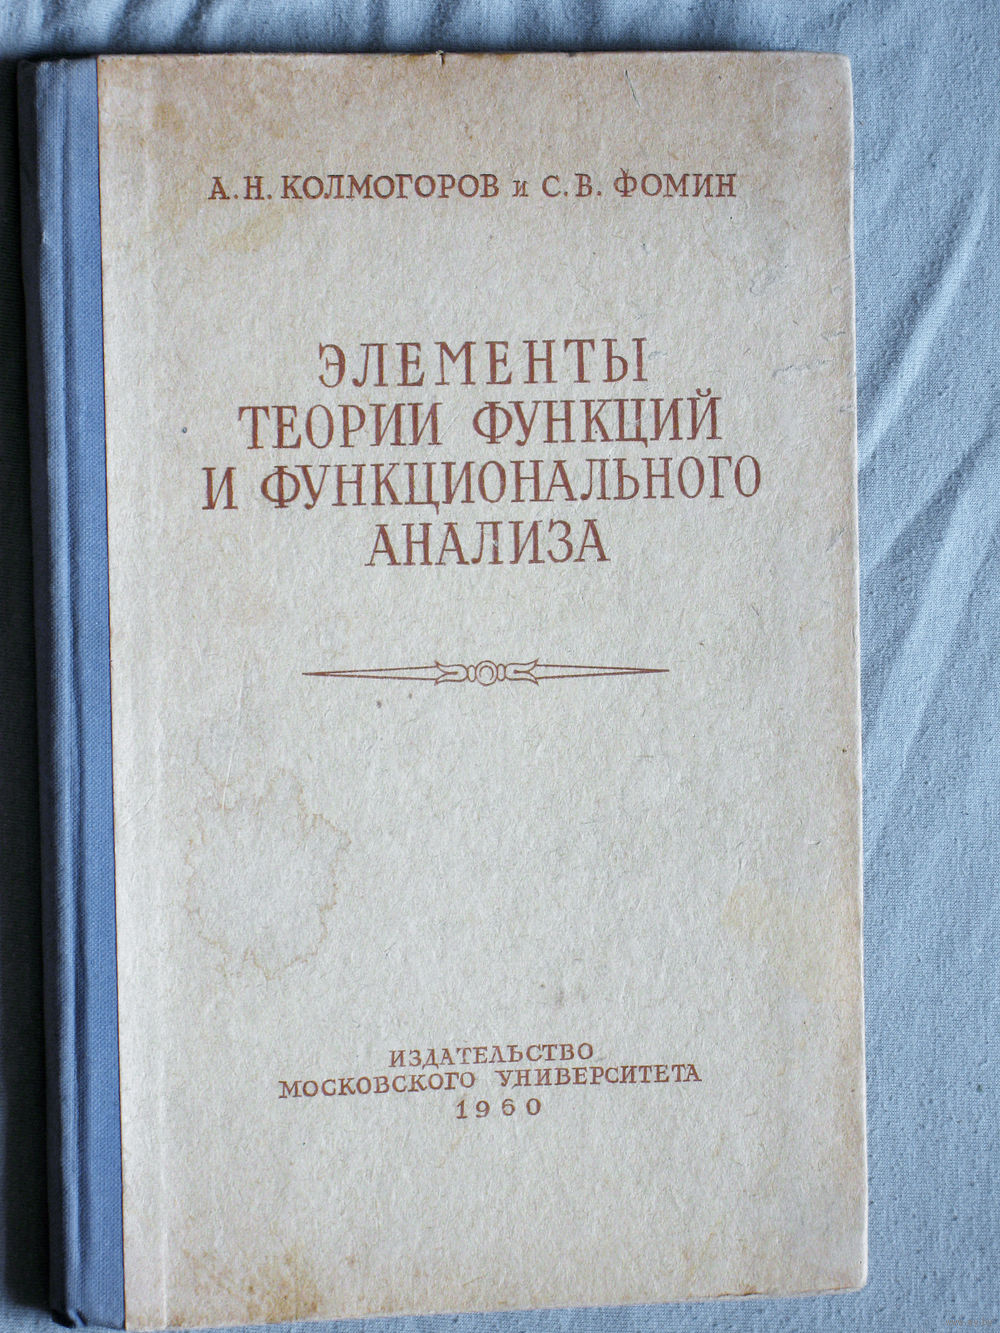 А. Н. КОЛМОГОРОВ и С. В. ФОМИН
ЭЛЕМЕНТЫ
ТЕОРИИ ФУНКЦИЙ
И ФУНКЦИОНАЛЬНОГО
АНАЛИЗА
ИЗДАТЕЛЬСТВО
МОСКОВСКОГО УНИВЕРСИТЕТА
1960